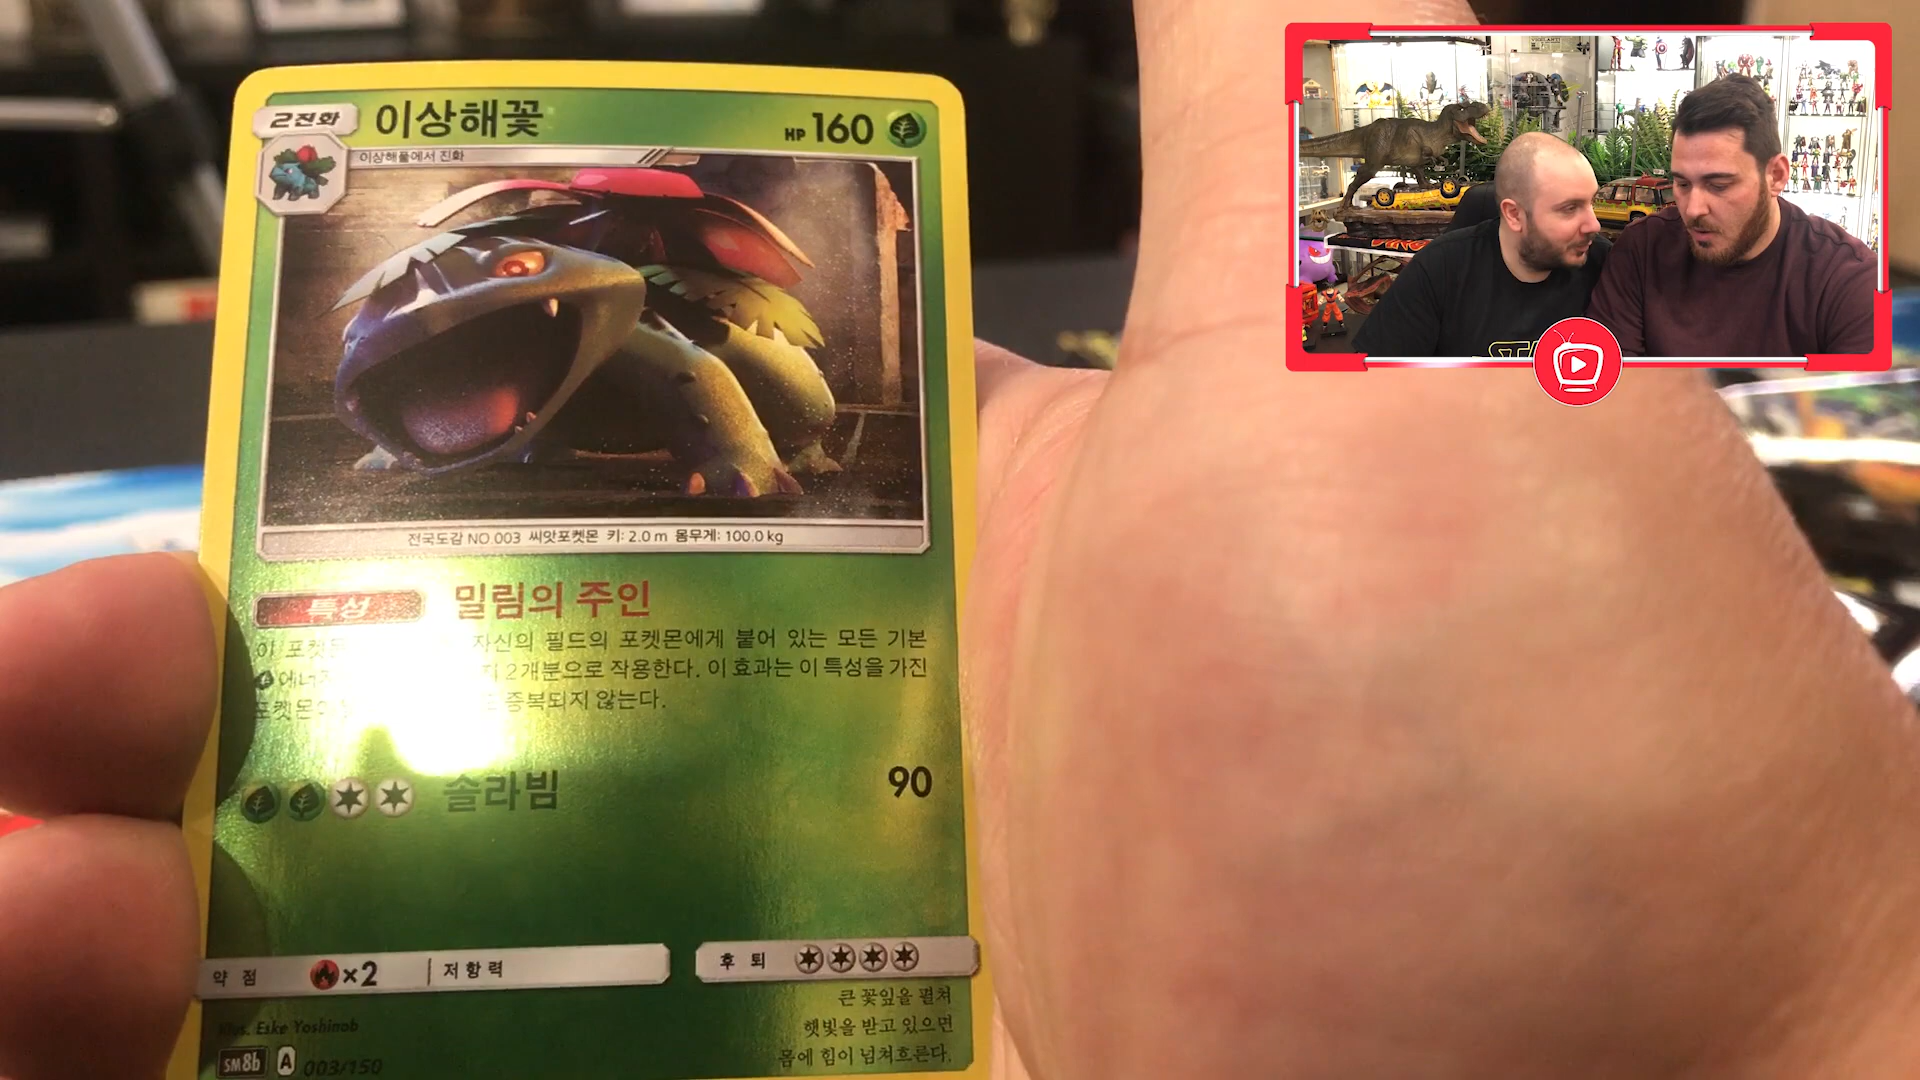 2진화 이상해꽃 HP 160
이상해풀에서 진화
전국도감 NO.003 씨앗포켓몬 키: 2.0 m 몸무게: 100.0 kg
특성 밀림의 주인
이 자신의 필드의 포켓몬에게 붙어 있는 모든 기본
2개분으로 작용한다. 이 효과는 이 특성을 가진
중복되지 않는다.
솔라빔 90
약점 ×2 저항력 후퇴
큰 꽃잎을 펼쳐
햇빛을 받고 있으면
몸에 힘이 넘쳐흐른다.
Illus. Eske Yoshinob
SM8b A 003/150